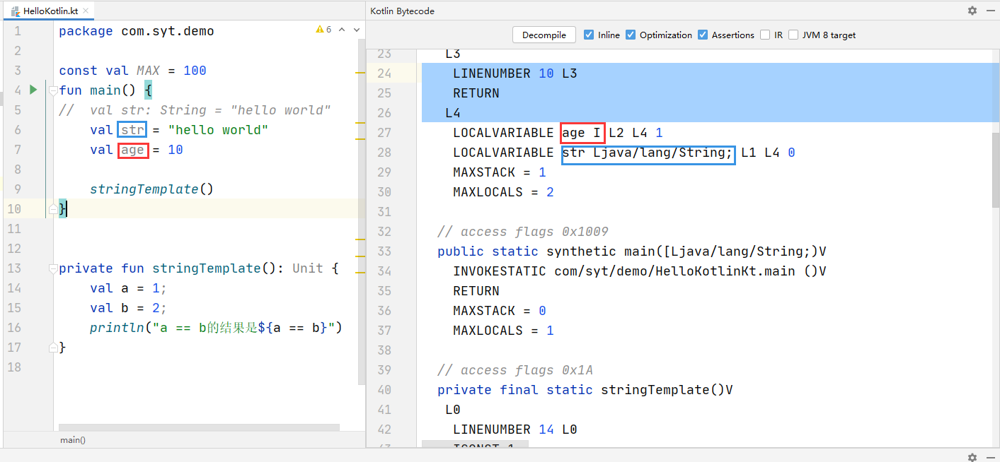 HelloKotlin.kt
6
1 package com.syt.demo
2
3 const val MAX = 100
4 fun main() {
5 // val str: String = "hello world"
6 val str = "hello world"
7 val age = 10
8
9 stringTemplate()
10 }
11
12
13 private fun stringTemplate(): Unit {
14 val a = 1;
15 val b = 2;
16 println("a == b的结果是${a == b}")
17 }
18
main()
Kotlin Bytecode
Decompile Inline Optimization Assertions IR JVM 8 target
23 L3
24 LINENUMBER 10 L3
25 RETURN
26 L4
27 LOCALVARIABLE age I L2 L4 1
28 LOCALVARIABLE str Ljava/lang/String; L1 L4 0
29 MAXSTACK = 1
30 MAXLOCALS = 2
31
32 // access flags 0x1009
33 public static synthetic main([Ljava/lang/String;)V
34 INVOKESTATIC com/syt/demo/HelloKotlinKt.main ()V
35 RETURN
36 MAXSTACK = 0
37 MAXLOCALS = 1
38
39 // access flags 0x1A
40 private final static stringTemplate()V
41 L0
42 LINENUMBER 14 L0
43 ICONST_1